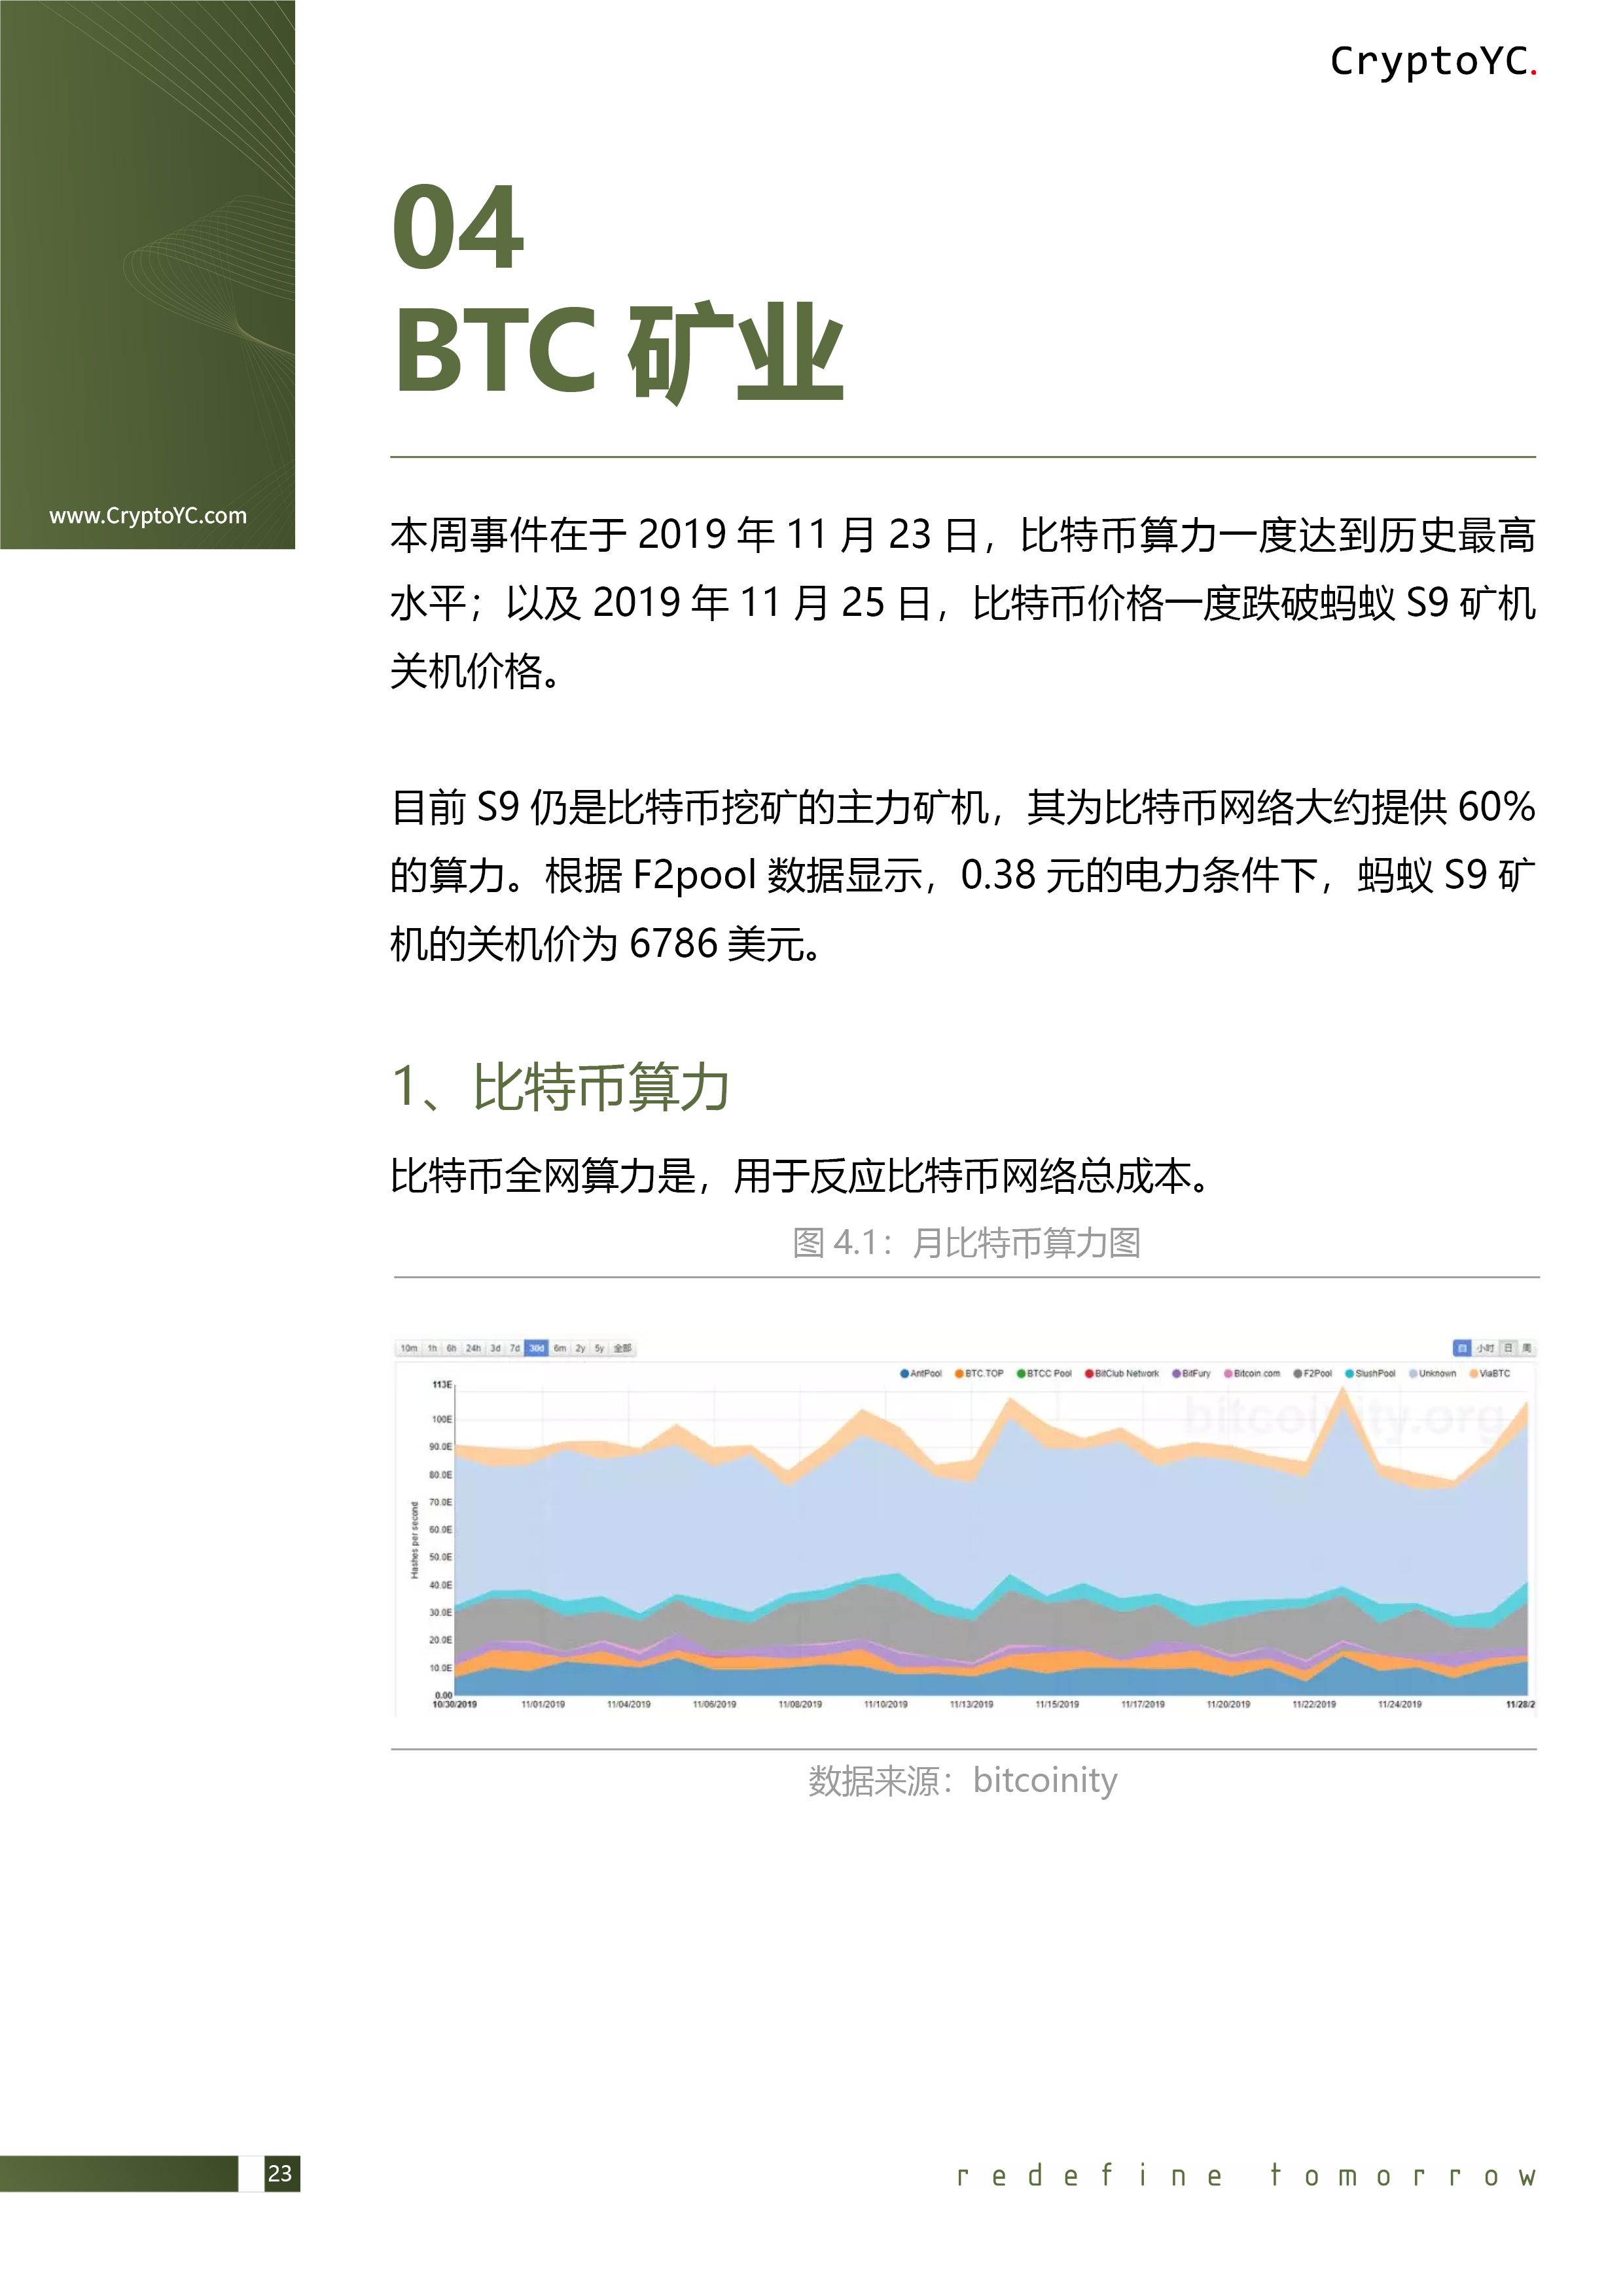 CryptoYC.
04
BTC 矿业
www.CryptoYC.com
本周事件在于 2019 年 11 月 23 日，比特币算力一度达到历史最高
水平；以及 2019 年 11 月 25 日，比特币价格一度跌破蚂蚁 S9 矿机
关机价格。
目前 S9 仍是比特币挖矿的主力矿机，其为比特币网络大约提供 60%
的算力。根据 F2pool 数据显示，0.38 元的电力条件下，蚂蚁 S9 矿
机的关机价为 6786 美元。
1、比特币算力
比特币全网算力是，用于反应比特币网络总成本。
图 4.1：月比特币算力图
10m 1h 6h 24h 3d 7d 30d 6m 2y 5y 全部
自 小时 日 周
AntPool BTC.TOP BTCC Pool BitClub Network BitFury Bitcoin.com F2Pool SlushPool Unknown ViaBTC
bitcoinity.org
Hashes per second
113E
100E
90.0E
80.0E
70.0E
60.0E
50.0E
40.0E
30.0E
20.0E
10.0E
0.00
10/30/2019 11/01/2019 11/04/2019 11/06/2019 11/08/2019 11/10/2019 11/13/2019 11/15/2019 11/17/2019 11/20/2019 11/22/2019 11/24/2019 11/28/2
数据来源：bitcoinity
23
redefine tomorrow